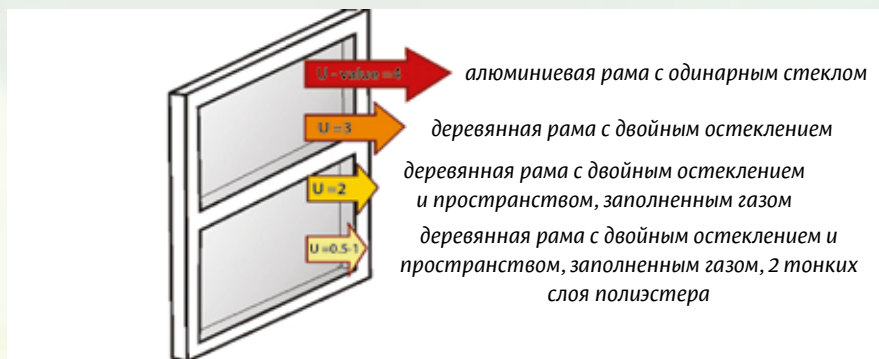 U - value =4
алюминиевая рама с одинарным стеклом
U =3
деревянная рама с двойным остеклением
U =2
деревянная рама с двойным остеклением
и пространством, заполненным газом
U =0.5-1
деревянная рама с двойным остеклением и
пространством, заполненным газом, 2 тонких
слоя полиэстера